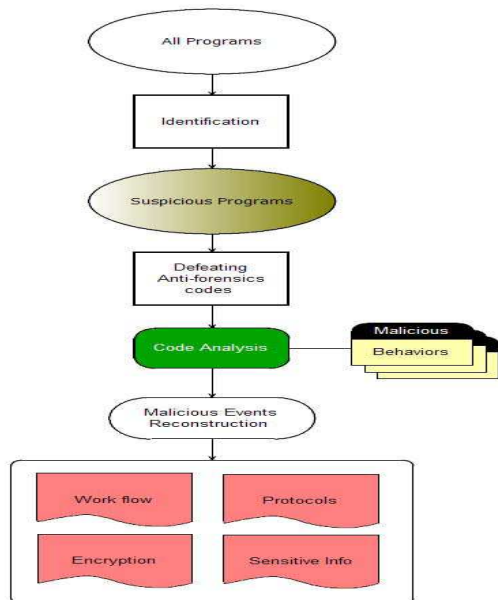 All Programs
Identification
Suspicious Programs
Defeating
Anti-forensics
codes
Code Analysis
Malicious
Behaviors
Malicious Events
Reconstruction
Work flow
Protocols
Encryption
Sensitive Info